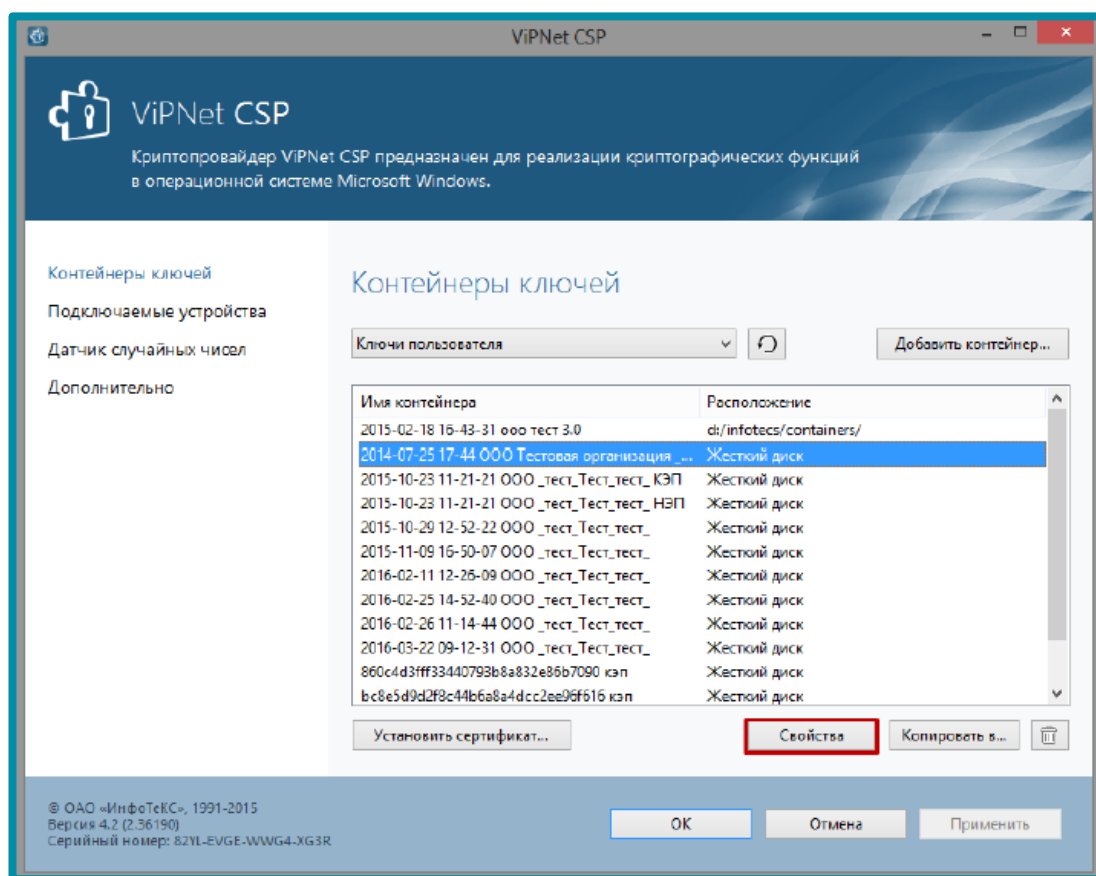 ViPNet CSP
ViPNet CSP
Криптопровайдер ViPNet CSP предназначен для реализации криптографических функций
в операционной системе Microsoft Windows.
Контейнеры ключей
Подключаемые устройства
Датчик случайных чисел
Дополнительно
Контейнеры ключей
Ключи пользователя
Добавить контейнер...
Имя контейнера Расположение
2015-02-18 16-43-31 ооо тест 3.0 d:/infotecs/containers/
2014-07-25 17-44 ООО Тестовая организация _... Жесткий диск
2015-10-23 11-21-21 ООО _тест_Тест_тест_ КЭП Жесткий диск
2015-10-23 11-21-21 ООО _тест_Тест_тест_ НЭП Жесткий диск
2015-10-29 12-52-22 ООО _тест_Тест_тест_ Жесткий диск
2015-11-09 16-50-07 ООО _тест_Тест_тест_ Жесткий диск
2016-02-11 12-26-09 ООО _тест_Тест_тест_ Жесткий диск
2016-02-25 14-52-40 ООО _тест_Тест_тест_ Жесткий диск
2016-02-26 11-14-44 ООО _тест_Тест_тест_ Жесткий диск
2016-03-22 09-12-31 ООО _тест_Тест_тест_ Жесткий диск
860c4d3fff33440793b8a832e86b7090 кэп Жесткий диск
bc8e5d9d2f8c44b6a8a4dcc2ee96f616 кэп Жесткий диск
Установить сертификат... Свойства Копировать в...
© ОАО «ИнфоТеКС», 1991-2015
Версия 4.2 (2.36190)
Серийный номер: 82YL-EVGE-WWG4-XG3R
OK Отмена Применить